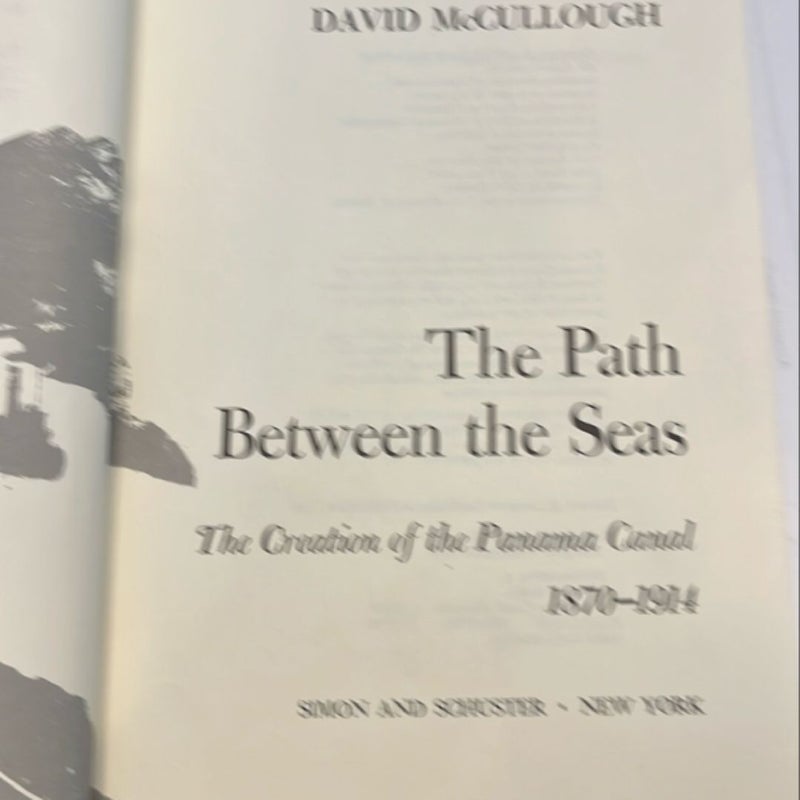 DAVID McCULLOUGH
The Path
Between the Seas
The Creation of the Panama Canal
1870–1914
SIMON AND SCHUSTER · NEW YORK